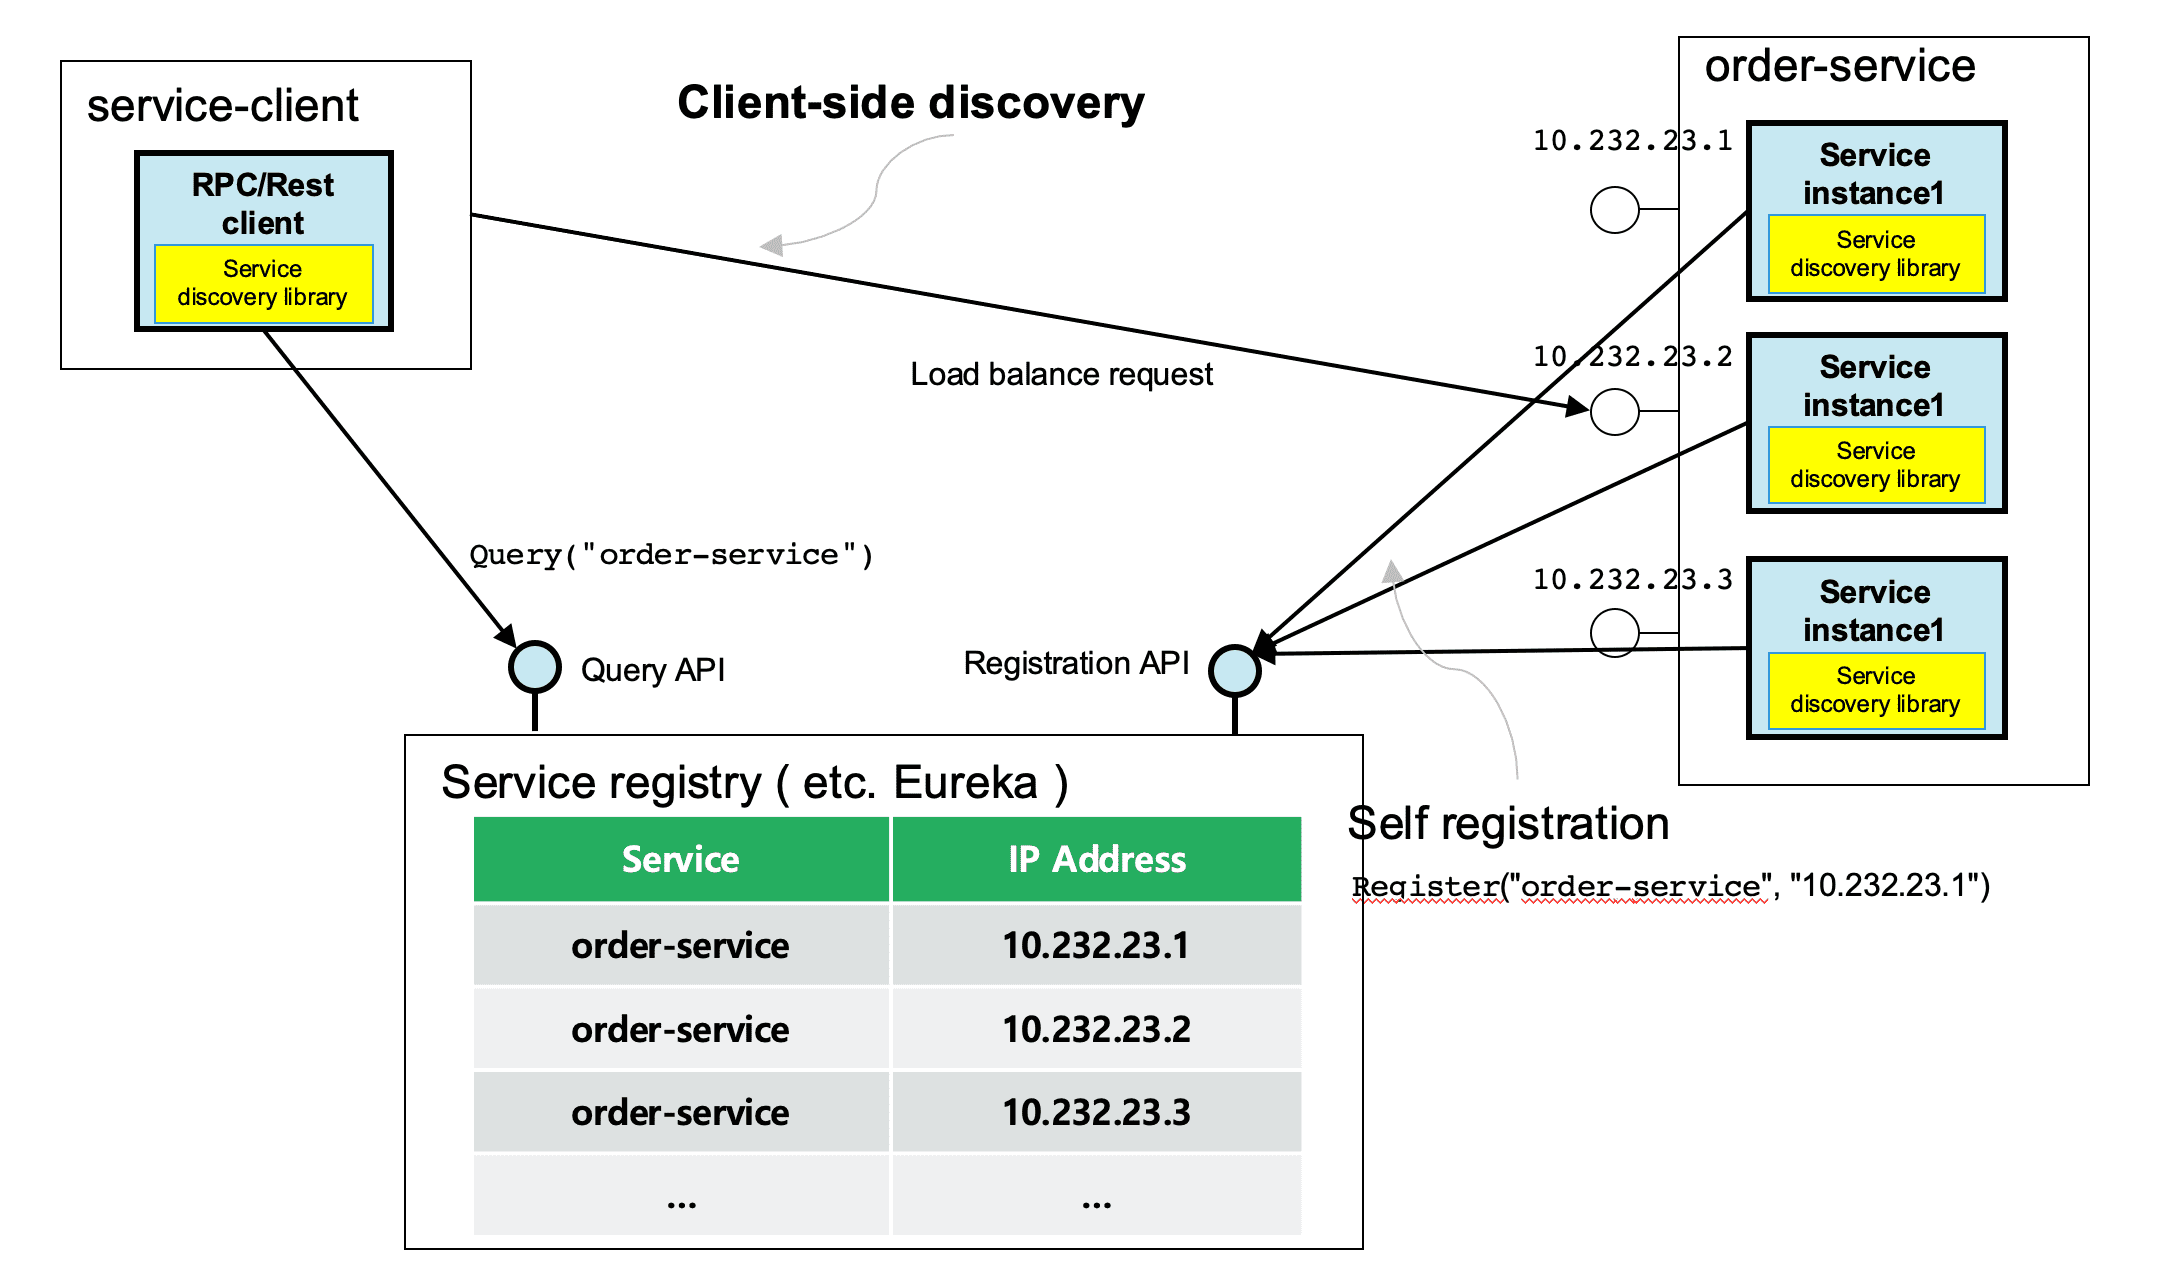 service-client
RPC/Rest
client
Service
discovery library
Client-side discovery
order-service
10.232.23.1
Service
instance1
Service
discovery library
Load balance request
10.232.23.2
Service
instance1
Service
discovery library
Query("order-service")
10.232.23.3
Service
instance1
Service
discovery library
Query API
Registration API
Service registry ( etc. Eureka )
Service IP Address
order-service 10.232.23.1
order-service 10.232.23.2
order-service 10.232.23.3
... ...
Self registration
Register("order-service", "10.232.23.1")